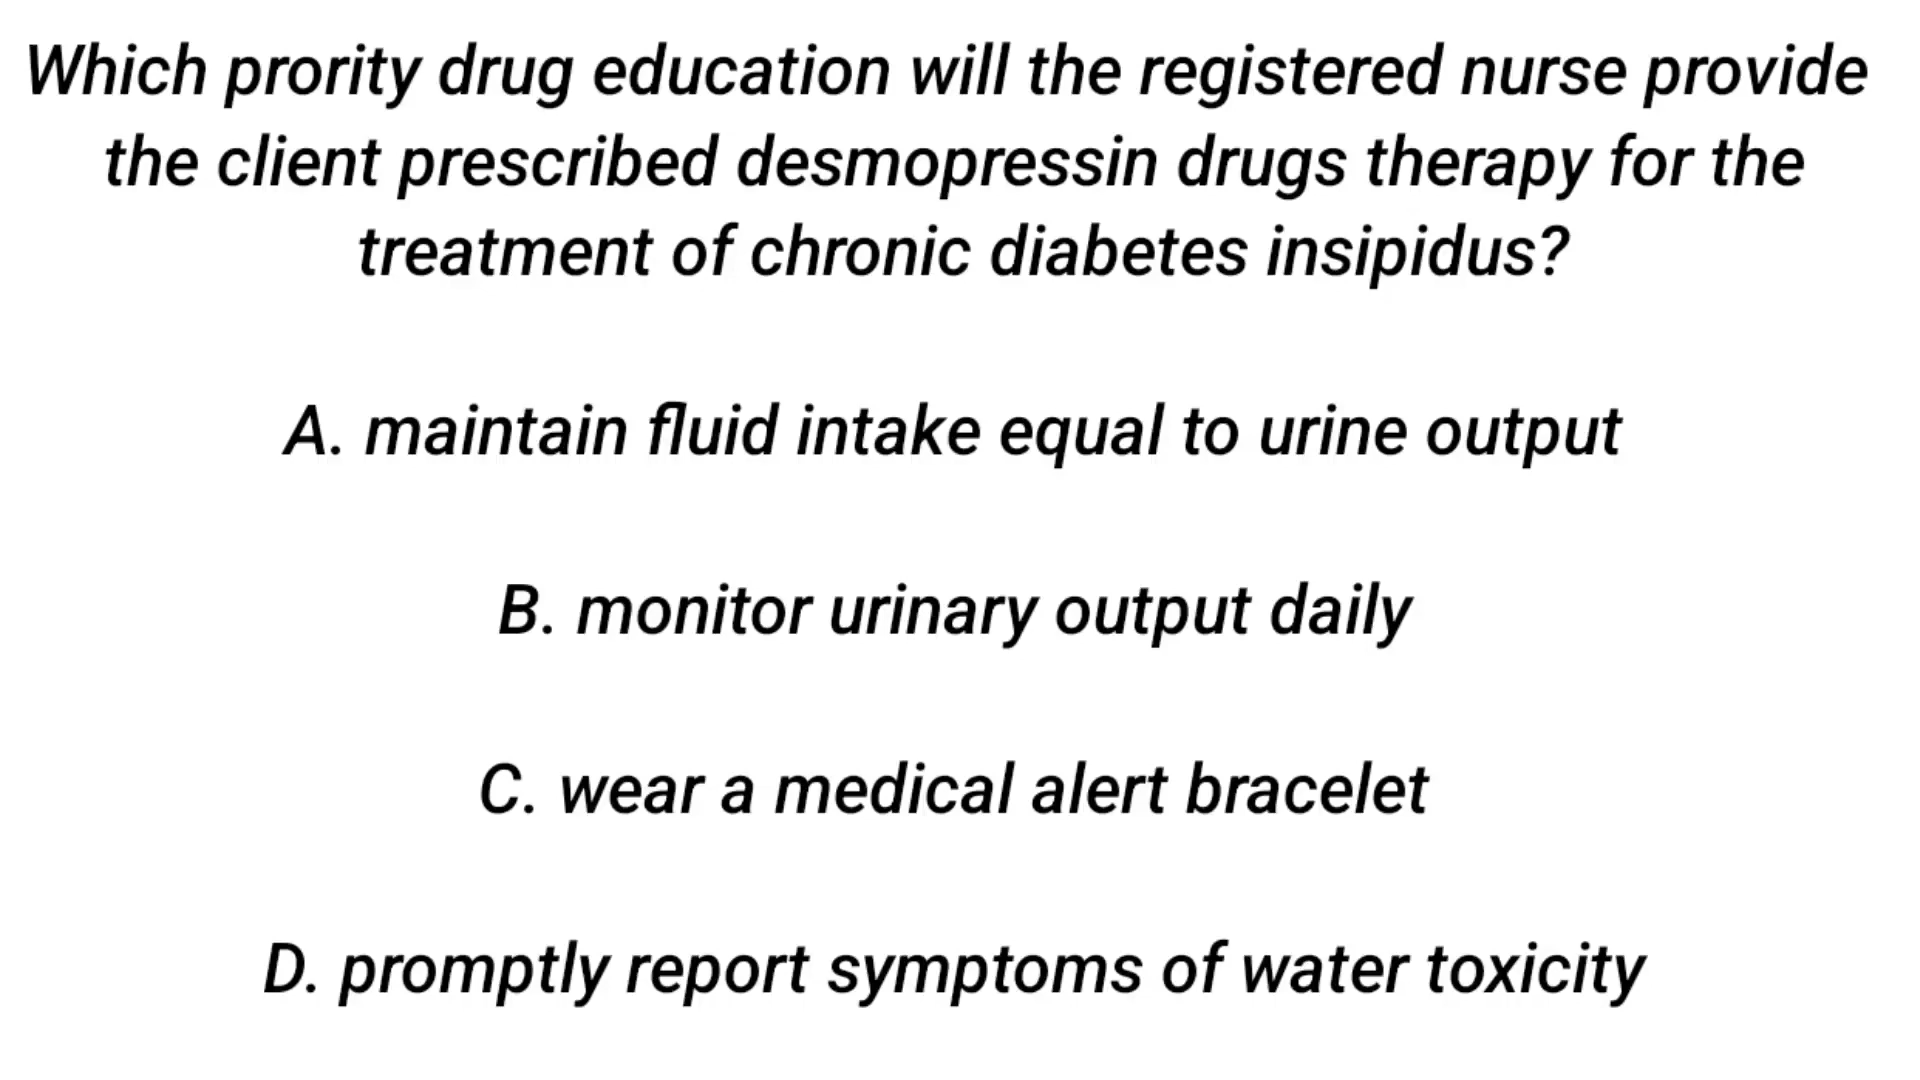 Which prority drug education will the registered nurse provide
the client prescribed desmopressin drugs therapy for the
treatment of chronic diabetes insipidus?
A. maintain fluid intake equal to urine output
B. monitor urinary output daily
C. wear a medical alert bracelet
D. promptly report symptoms of water toxicity